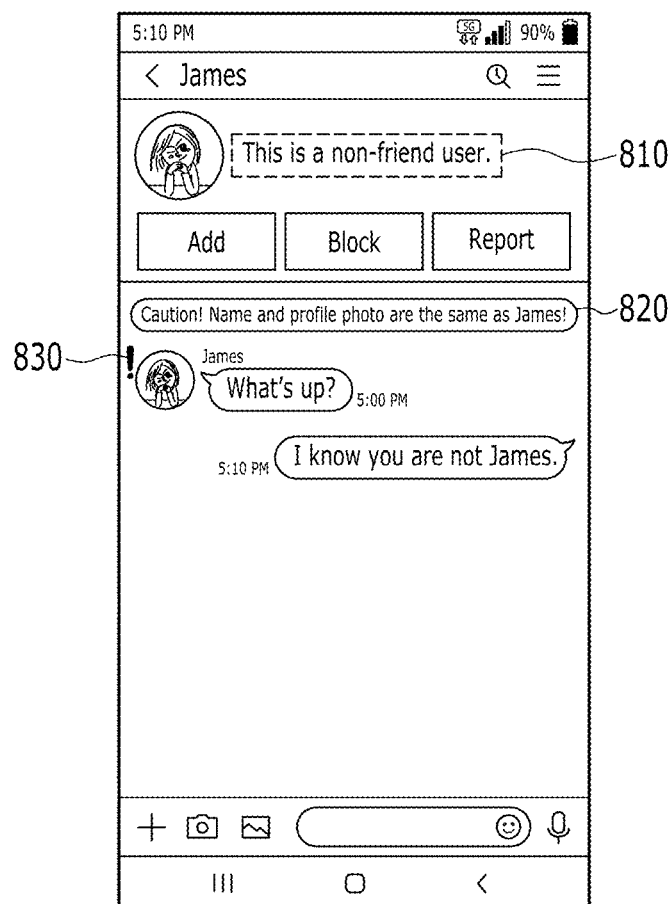 5:10 PM 5G 90%
James
This is a non-friend user. 810
Add Block Report
Caution! Name and profile photo are the same as James! 820
830 !
James
What's up? 5:00 PM
5:10 PM I know you are not James.